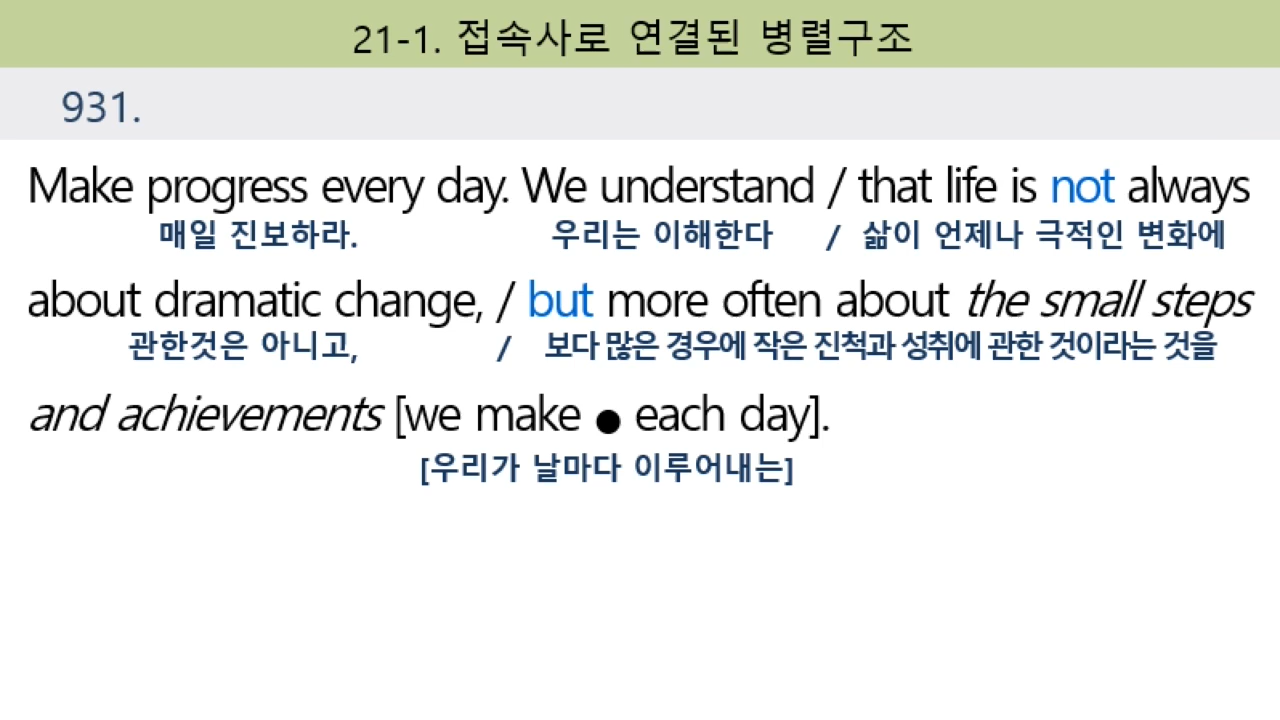 21-1. 접속사로 연결된 병렬구조
931.
Make progress every day. We understand / that life is not always
매일 진보하라. 우리는 이해한다 / 삶이 언제나 극적인 변화에
about dramatic change, / but more often about the small steps
관한것은 아니고, / 보다 많은 경우에 작은 진척과 성취에 관한 것이라는 것을
and achievements [we make ● each day].
[우리가 날마다 이루어내는]